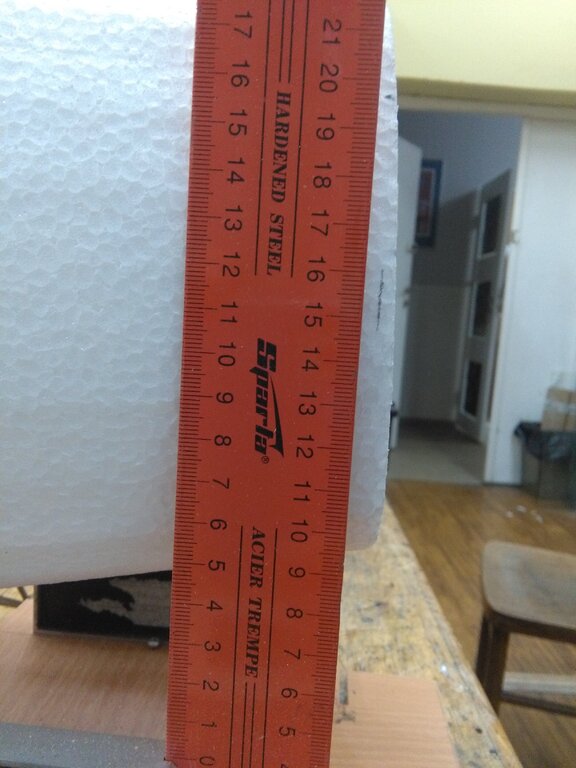 17 16 15 14 13 12 11 10 9 8 7 6 5 4 3 2 1 0
HARDENED STEEL
Sparta®
ACIER TREMPE
21 20 19 18 17 16 15 14 13 12 11 10 9 8 7 6 5